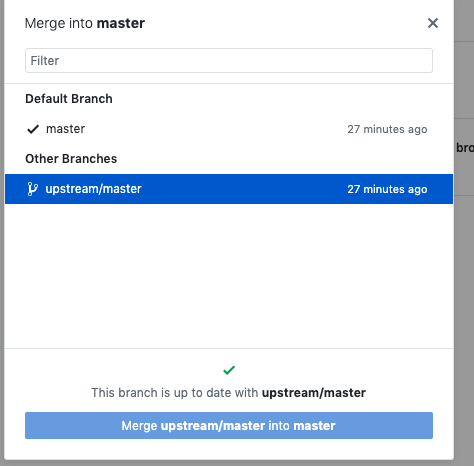 Merge into master
Filter
Default Branch
master 27 minutes ago
bro
Other Branches
upstream/master 27 minutes ago
This branch is up to date with upstream/master
Merge upstream/master into master